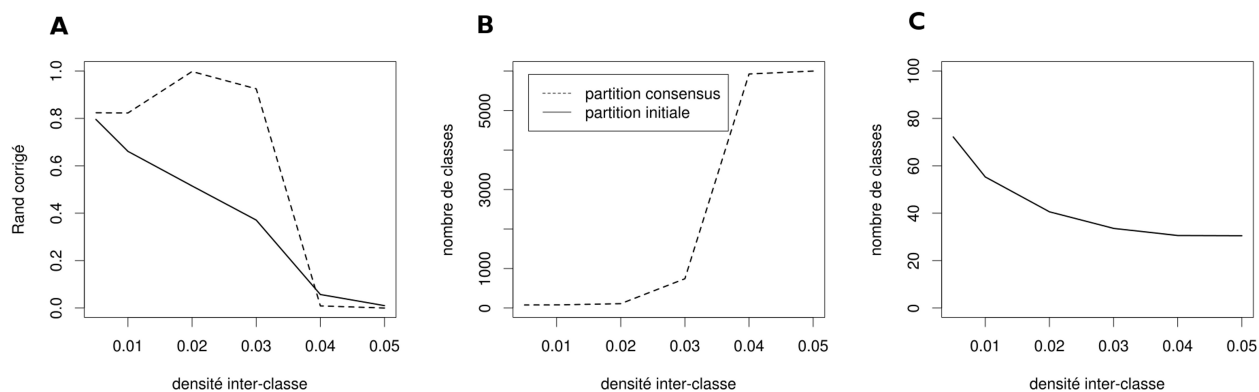 A
Rand corrigé
1.0
0.8
0.6
0.4
0.2
0.0
0.01 0.02 0.03 0.04 0.05
densité inter-classe
B
nombre de classes
5000
3000
1000
0
partition consensus
partition initiale
0.01 0.02 0.03 0.04 0.05
densité inter-classe
C
nombre de classes
100
80
60
40
20
0
0.01 0.02 0.03 0.04 0.05
densité inter-classe